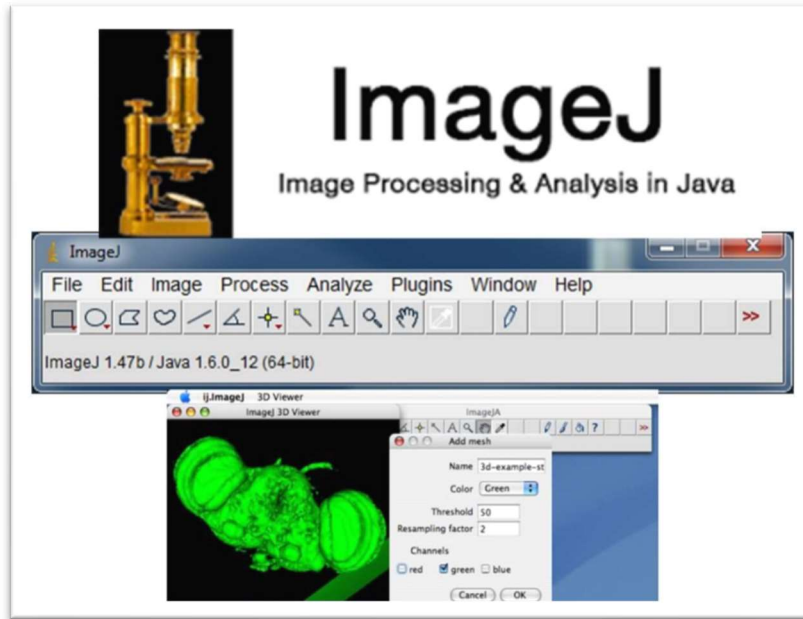 ImageJ
Image Processing & Analysis in Java
ImageJ
File Edit Image Process Analyze Plugins Window Help
A
>>
ImageJ 1.47b / Java 1.6.0_12 (64-bit)
ij.ImageJ 3D Viewer
ImageJ 3D Viewer
ImageJA
A ? >>
Add mesh
Name 3d-example-st
Color Green
Threshold 50
Resampling factor 2
Channels
red green blue
Cancel OK